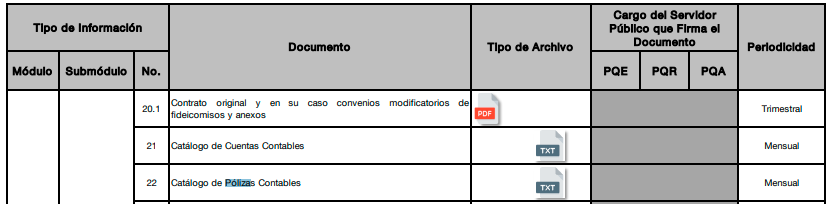 Tipo de Información
Documento
Tipo de Archivo
Cargo del Servidor
Público que Firma el
Documento
Periodicidad
Módulo
Submódulo
No.
PQE
PQR
PQA
20.1
Contrato original y en su caso convenios modificatorios de
fideicomisos y anexos
PDF
Trimestral
21
Catálogo de Cuentas Contables
TXT
Mensual
22
Catálogo de Pólizas Contables
TXT
Mensual